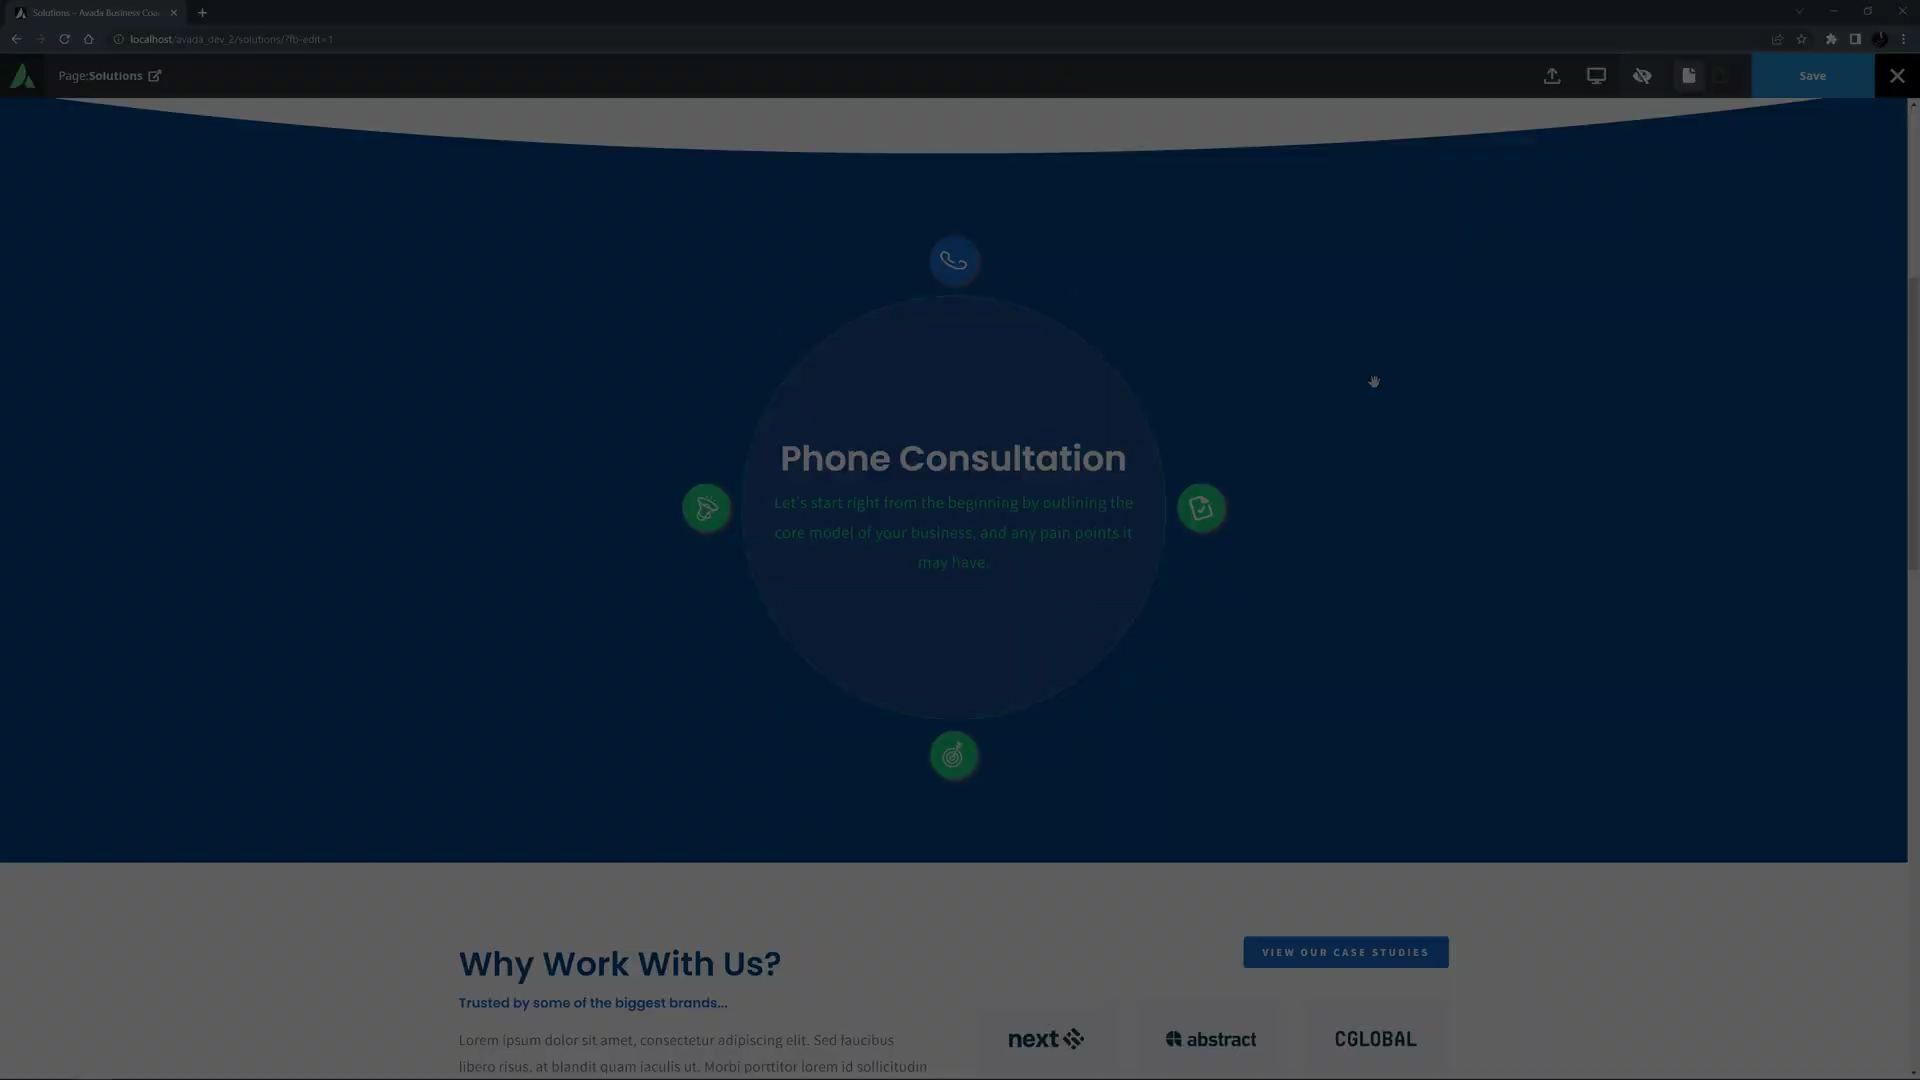 Solutions – Avada Business Coac
localhost/avada_dev_2/solutions/?fb-edit=1
Page:Solutions
Save
Phone Consultation
Let's start right from the beginning by outlining the
core model of your business, and any pain points it
may have.
Why Work With Us?
VIEW OUR CASE STUDIES
Trusted by some of the biggest brands...
Lorem ipsum dolor sit amet, consectetur adipiscing elit. Sed faucibus
libero risus, at blandit quam iaculis ut. Morbi porttitor lorem id sollicitudin
next
abstract
CGLOBAL